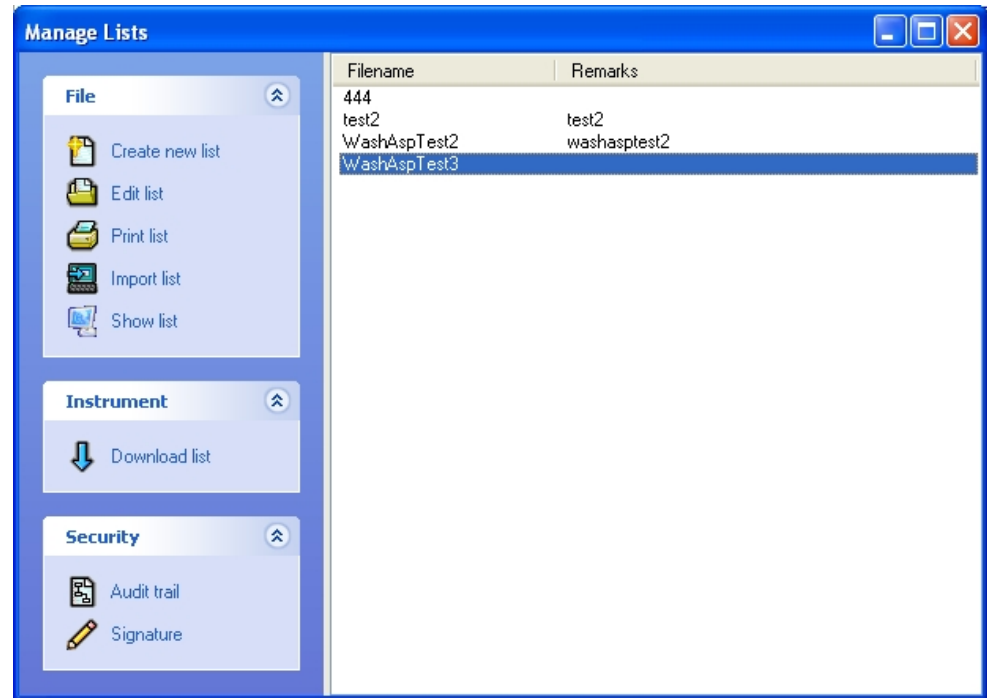 Manage Lists
File
Create new list
Edit list
Print list
Import list
Show list
Instrument
Download list
Security
Audit trail
Signature
Filename Remarks
444
test2 test2
WashAspTest2 washasptest2
WashAspTest3